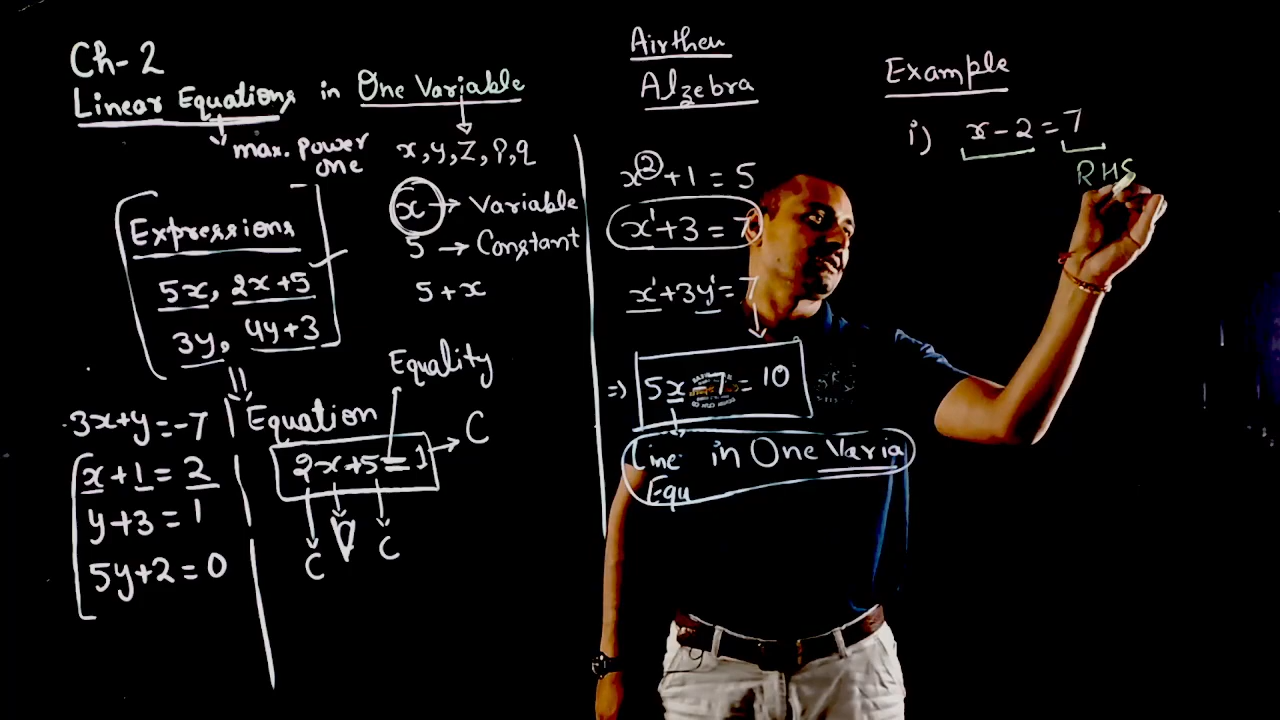 Ch-2
Linear Equations in One Variable
max. power
one
x, y, z, p, q
x → Variable
5 → Constant
5+x
Expressions
5x, 2x+5
3y, 4y+3
Equality
Equation
2x+5=1 → C
C V C
3x+y=-7
x+1=2
y+3=1
5y+2=0
Airtheu
Alzebra
x²+1=5
x¹+3=7
x¹+3y¹=7
⇒ 5x-7=10
Line in One Varia
Equ
Example
i) x-2=7
RHS